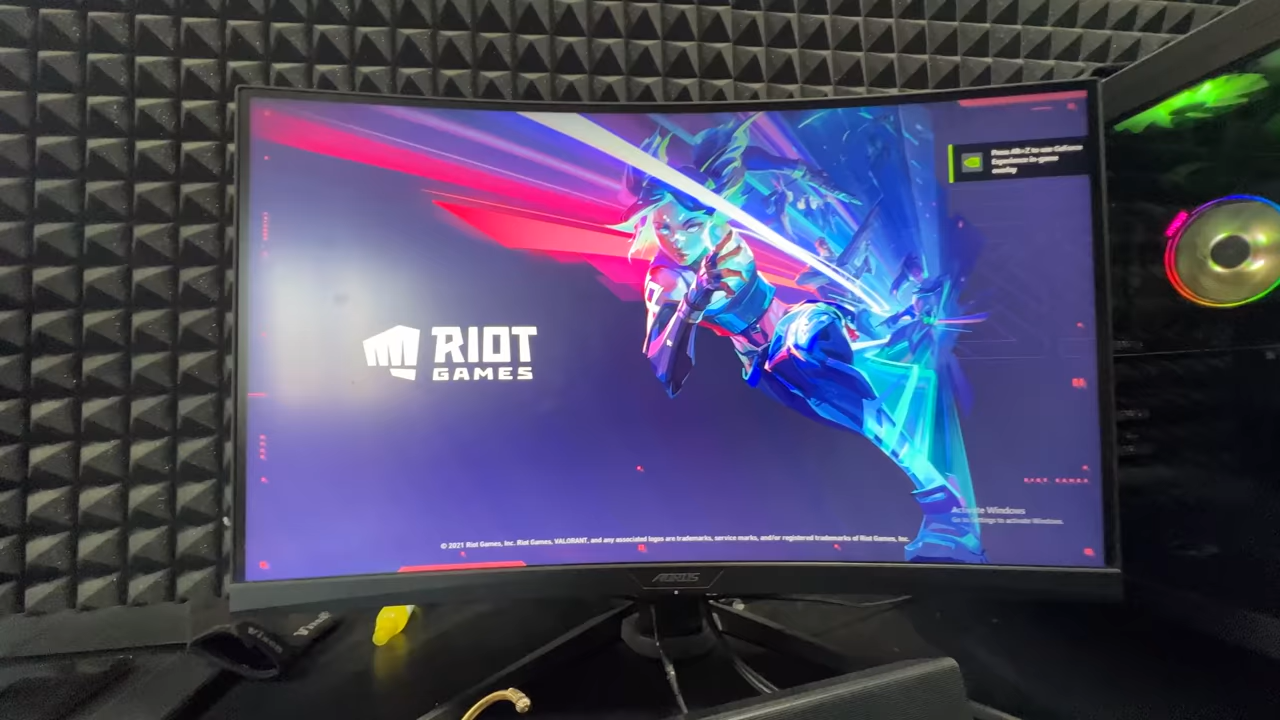 Press Alt+Z to use GeForce
Experience in-game
overlay
RIOT
GAMES
Activate Windows
Go to Settings to activate Windows.
© 2021 Riot Games, Inc. Riot Games, VALORANT, and any associated logos are trademarks, service marks, and/or registered trademarks of Riot Games, Inc.
AORUS